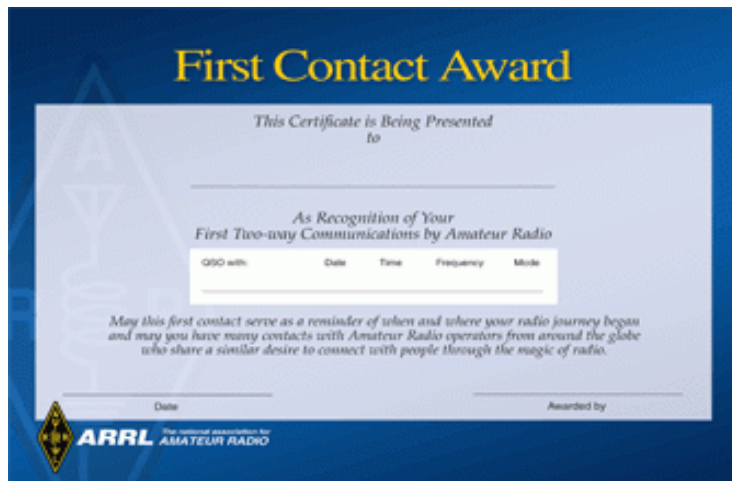 First Contact Award
This Certificate is Being Presented
to
As Recognition of Your
First Two-way Communications by Amateur Radio
QSO with: Date Time Frequency Mode
May this first contact serve as a reminder of when and where your radio journey began
and may you have many contacts with Amateur Radio operators from around the globe
who share a similar desire to connect with people through the magic of radio.
Date Awarded by
ARRL The national association for
AMATEUR RADIO